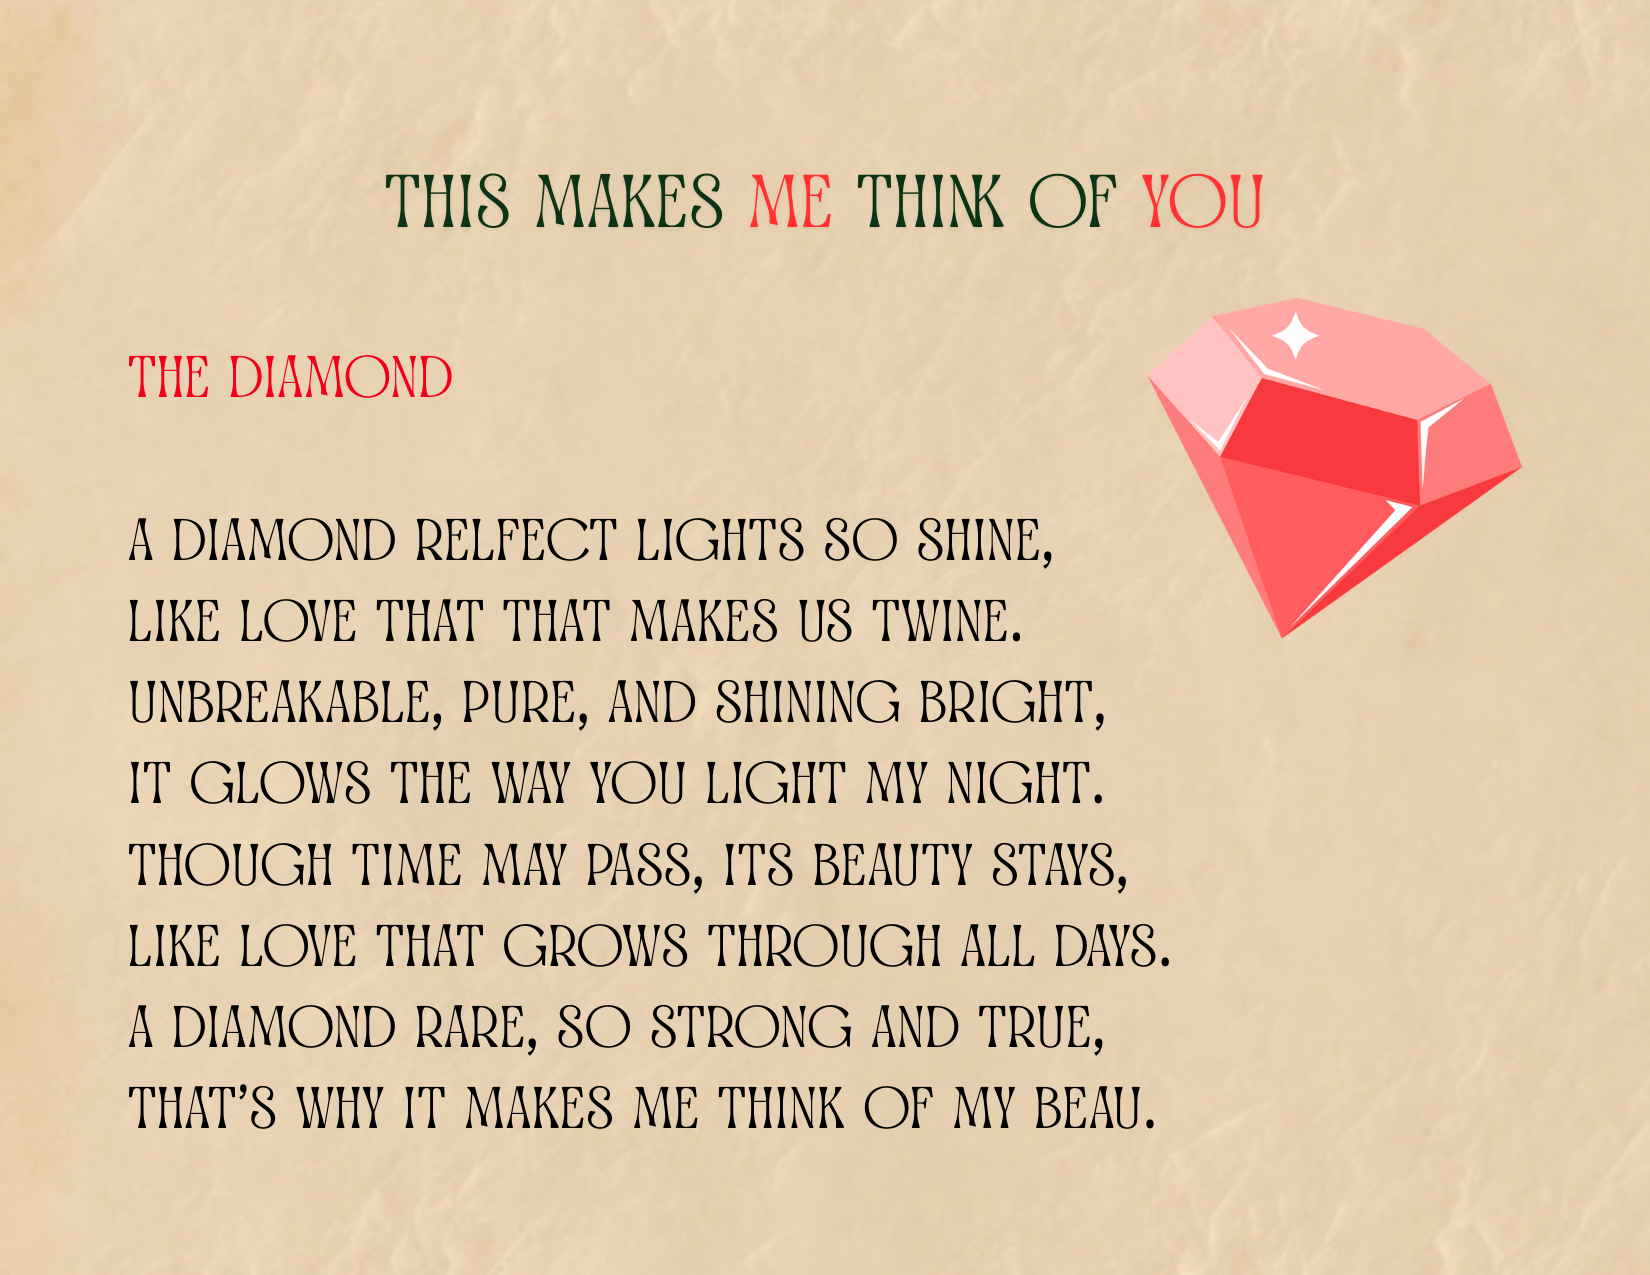 THIS MAKES ME THINK OF YOU
THE DIAMOND
A DIAMOND RELFECT LIGHTS SO SHINE,
LIKE LOVE THAT THAT MAKES US TWINE.
UNBREAKABLE, PURE, AND SHINING BRIGHT,
IT GLOWS THE WAY YOU LIGHT MY NIGHT.
THOUGH TIME MAY PASS, ITS BEAUTY STAYS,
LIKE LOVE THAT GROWS THROUGH ALL DAYS.
A DIAMOND RARE, SO STRONG AND TRUE,
THAT'S WHY IT MAKES ME THINK OF MY BEAU.